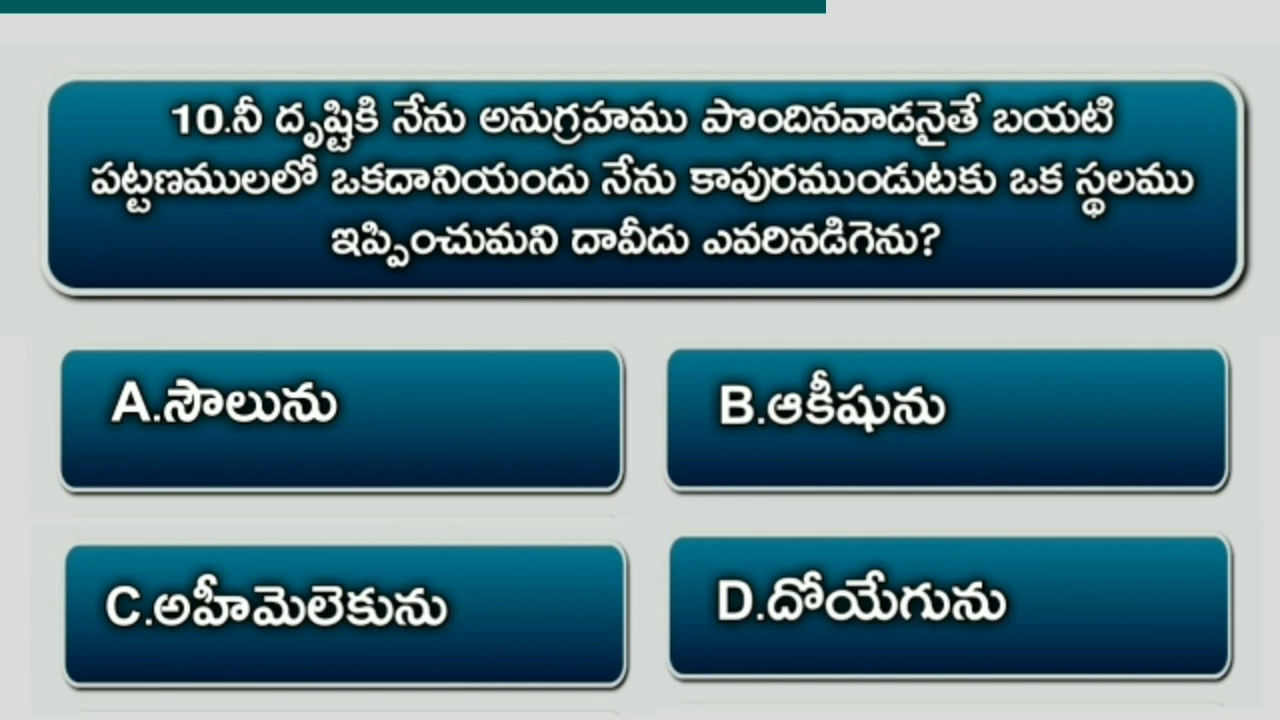 10.నీ దృష్టికి నేను అనుగ్రహము పొందినవాడనైతే బయటి
పట్టణములలో ఒకదానియందు నేను కాపురముండుటకు ఒక స్థలము
ఇప్పించుమని దావీదు ఎవరినడిగెను?
A.సౌలును
B.ఆకీషును
C.అహీమెలెకును
D.దోయేగును